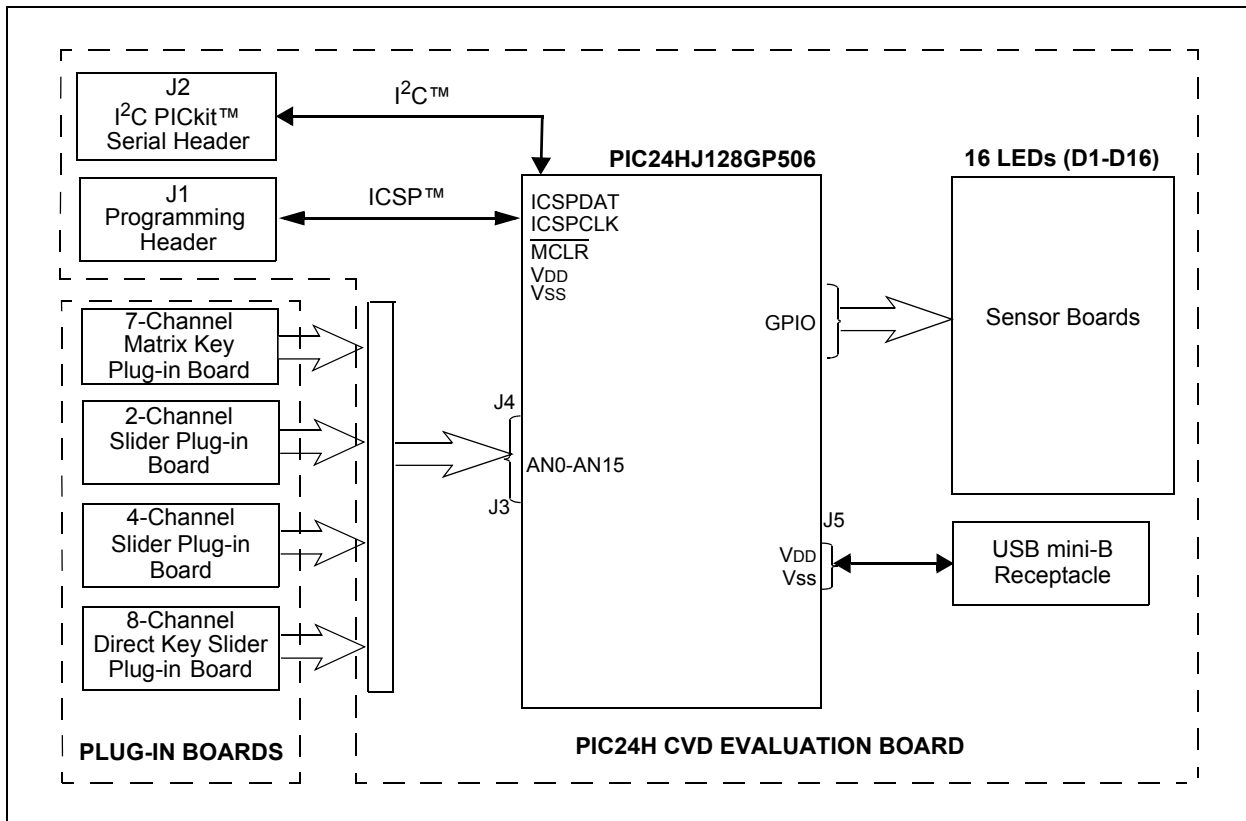 J2
I²C PICkit™
Serial Header
I²C™
J1
Programming
Header
ICSP™
PIC24HJ128GP506
ICSPDAT
ICSPCLK
MCLR
VDD
VSS
GPIO
16 LEDs (D1-D16)
Sensor Boards
7-Channel
Matrix Key
Plug-in Board
2-Channel
Slider Plug-in
Board
4-Channel
Slider Plug-in
Board
8-Channel
Direct Key Slider
Plug-in Board
J4
AN0-AN15
J3
J5
VDD
Vss
USB mini-B
Receptacle
PLUG-IN BOARDS
PIC24H CVD EVALUATION BOARD